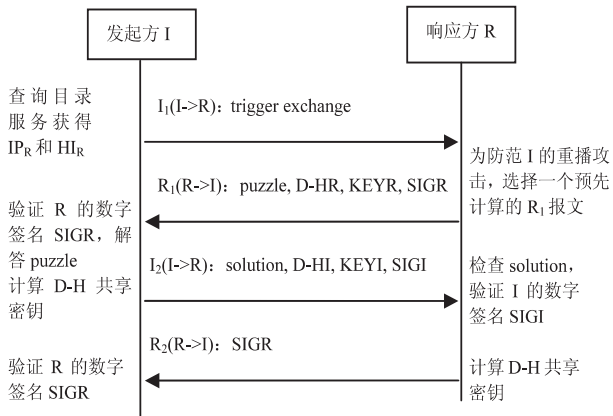 发起方 I
响应方 R
查询目录
服务获得
IP_R 和 HI_R
I₁(I->R)：trigger exchange
为防范 I 的重播攻
击，选择一个预先
计算的 R₁ 报文
R₁(R->I)：puzzle, D-HR, KEYR, SIGR
验证 R 的数字
签名 SIGR，解
答 puzzle
计算 D-H 共享
密钥
I₂(I->R)：solution, D-HI, KEYI, SIGI
检查 solution，
验证 I 的数字
签名 SIGI
R₂(R->I)：SIGR
验证 R 的数字
签名 SIGR
计算 D-H 共享
密钥